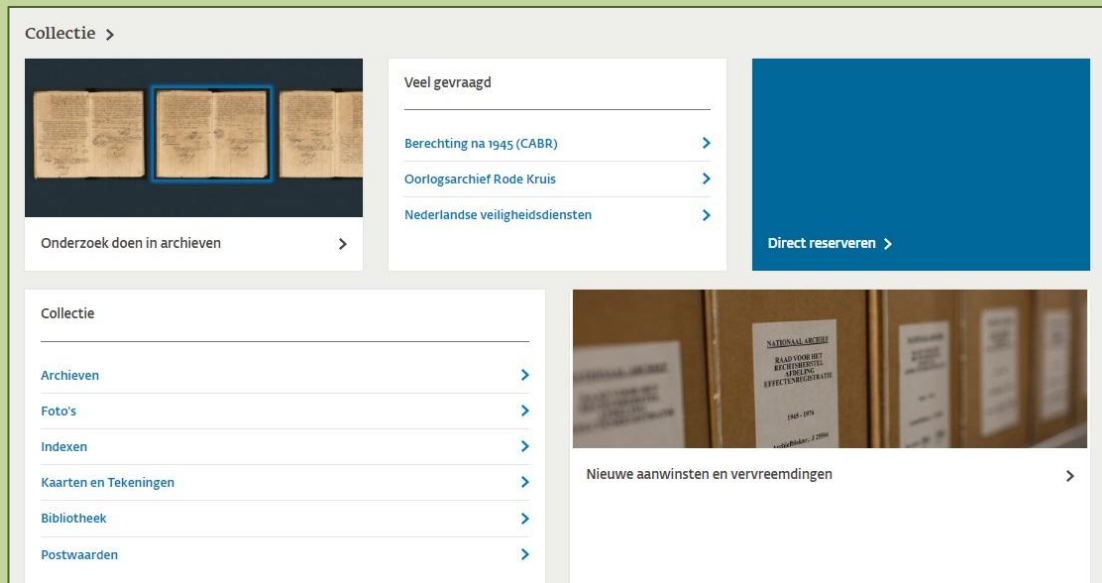 Collectie
Onderzoek doen in archieven
Veel gevraagd
Berechting na 1945 (CABR)
Oorlogsarchief Rode Kruis
Nederlandse veiligheidsdiensten
Direct reserveren
Collectie
Archieven
Foto's
Indexen
Kaarten en Tekeningen
Bibliotheek
Postwaarden
NATIONAAL ARCHIEF
RAAD VOOR HET
RECHTSHERSTEL
AFDELING
EFFECTENREGISTRATIE
1945 - 1976
Nieuwe aanwinsten en vervreemdingen